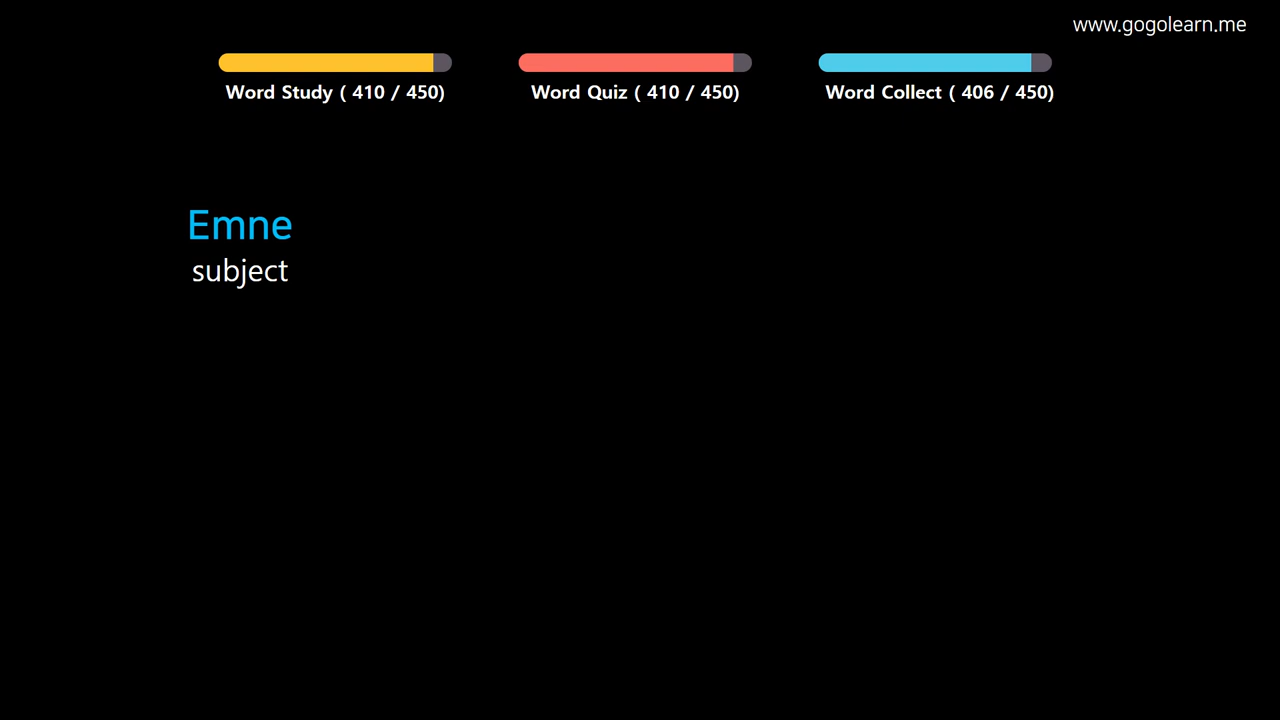 www.gogolearn.me
Word Study ( 410 / 450)
Word Quiz ( 410 / 450)
Word Collect ( 406 / 450)
Emne
subject